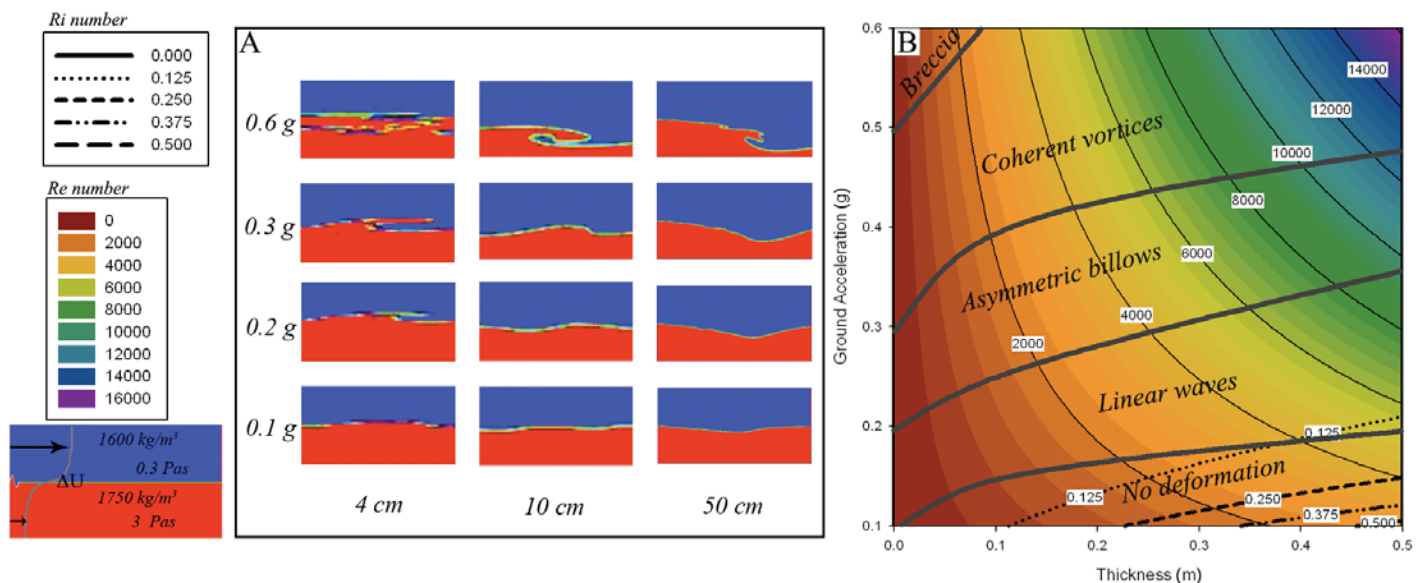 Ri number
0.000
0.125
0.250
0.375
0.500
Re number
0
2000
4000
6000
8000
10000
12000
14000
16000
1600 kg/m³
0.3 Pas
ΔU
1750 kg/m³
3 Pas
A
0.6 g
0.3 g
0.2 g
0.1 g
4 cm 10 cm 50 cm
B
Ground Acceleration (g)
0.6
0.5
0.4
0.3
0.2
0.1
Breccia
Coherent vortices
Asymmetric billows
Linear waves
No deformation
14000
12000
10000
8000
6000
4000
2000
0.125
0.125
0.250
0.375
0.500
0.0 0.1 0.2 0.3 0.4 0.5
Thickness (m)